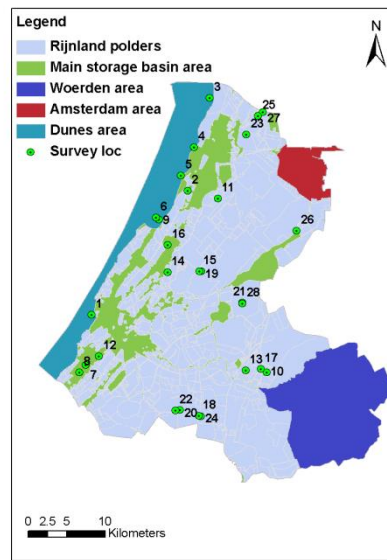 Legend
Rijnland polders
Main storage basin area
Woerden area
Amsterdam area
Dunes area
Survey loc
N
3
25
23 27
4
5
2
11
6
9
26
16
14 15
19
21 28
1
12
8
7
13 17
10
22 18
20 24
0 2.5 5 10
Kilometers